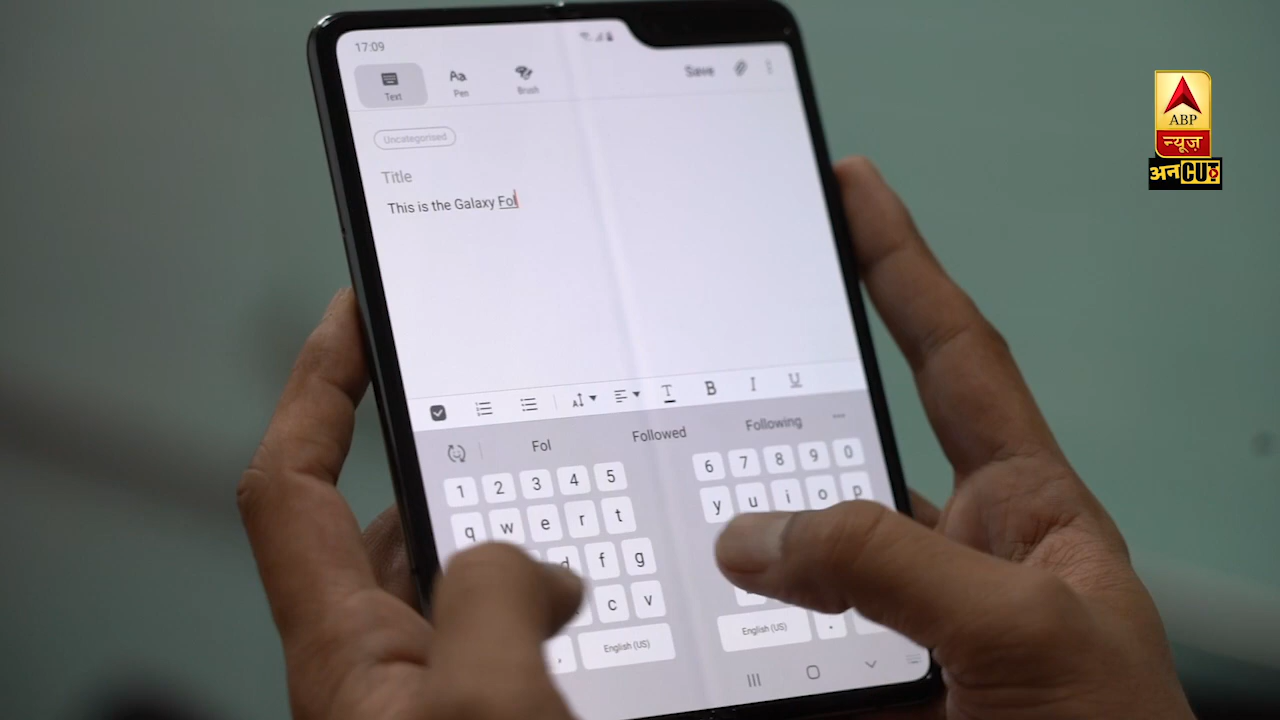 17:09
Text
Pen
Brush
Save
Uncategorised
Title
This is the Galaxy Fol
Fol
Followed
Following
1 2 3 4 5 6 7 8 9 0
q w e r t y u i o p
d f g
c v
, English (US) English (US) .
ABP
न्यूज़
अनCUT